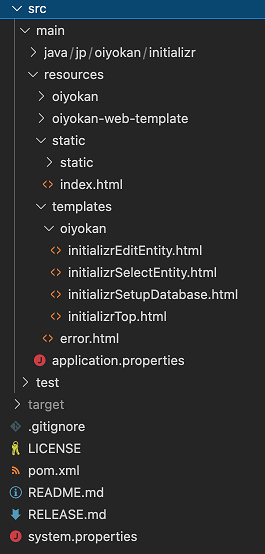 src
main
java/jp/oiyokan/initializr
resources
oiyokan
oiyokan-web-template
static
static
index.html
templates
oiyokan
initializrEditEntity.html
initializrSelectEntity.html
initializrSetupDatabase.html
initializrTop.html
error.html
application.properties
test
target
.gitignore
LICENSE
pom.xml
README.md
RELEASE.md
system.properties